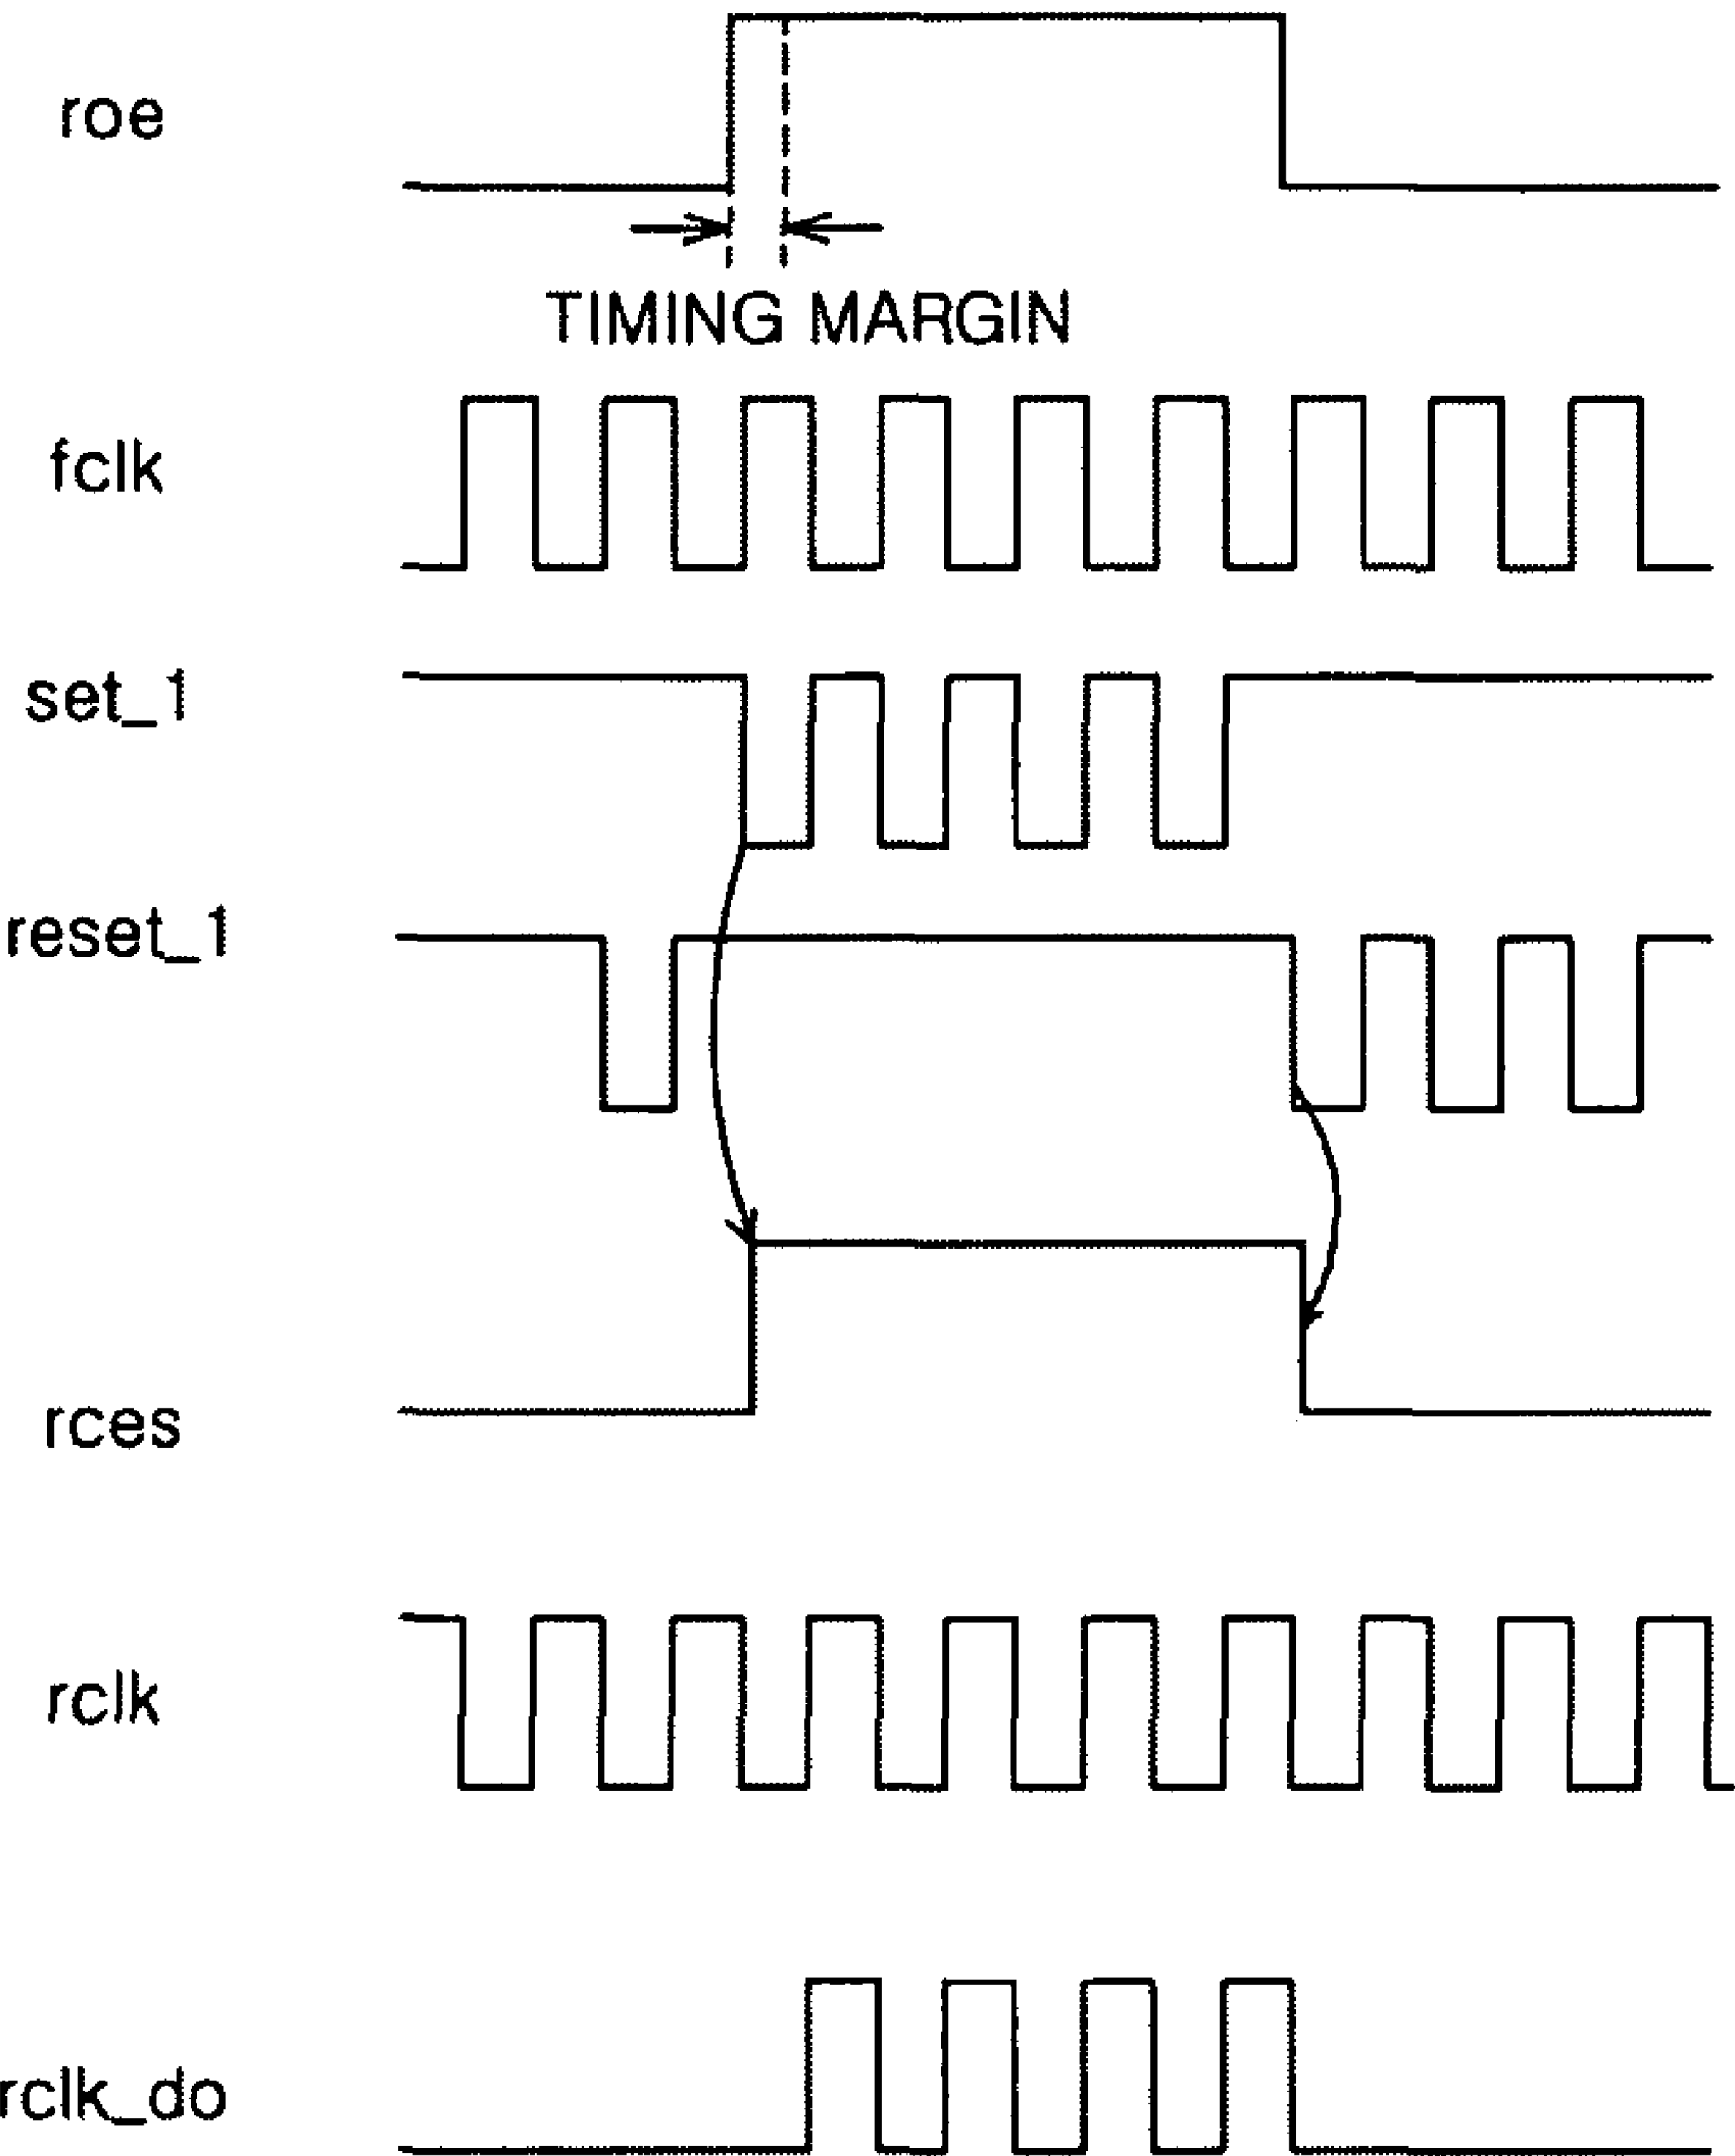 roe
TIMING MARGIN
fclk
set_1
reset_1
rces
rclk
rclk_do